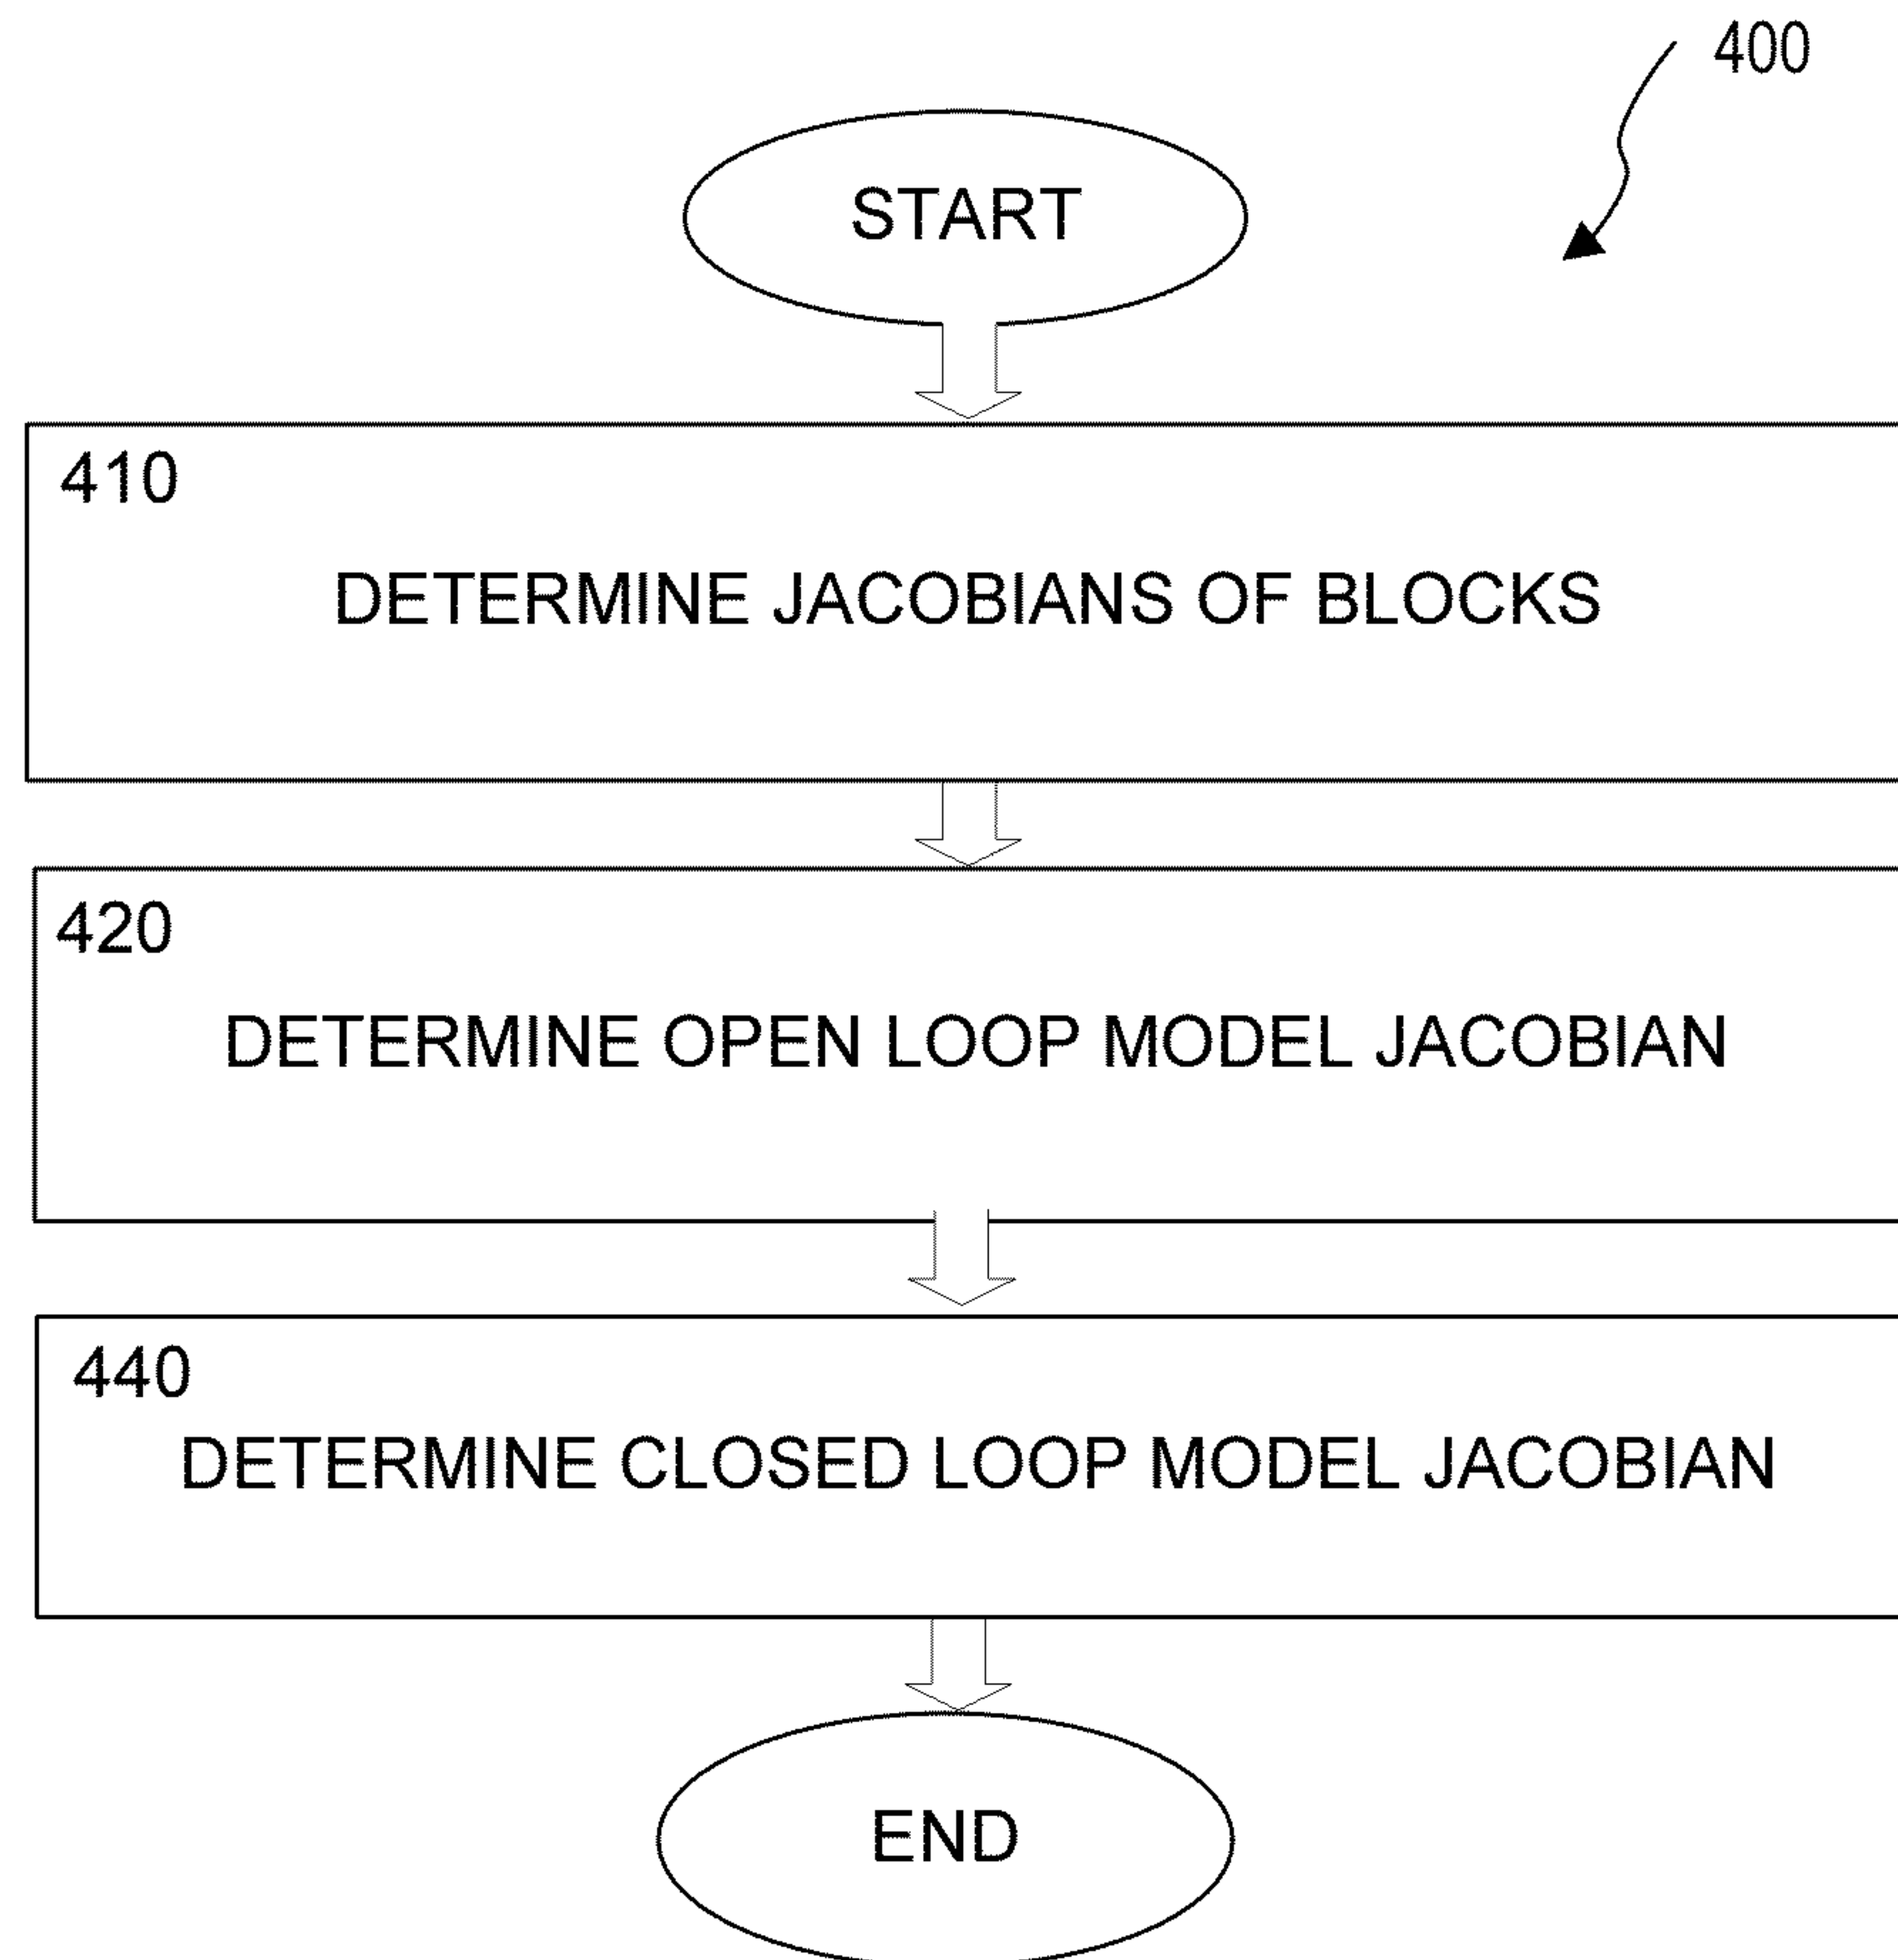 400
START
410
DETERMINE JACOBIANS OF BLOCKS
420
DETERMINE OPEN LOOP MODEL JACOBIAN
440
DETERMINE CLOSED LOOP MODEL JACOBIAN
END